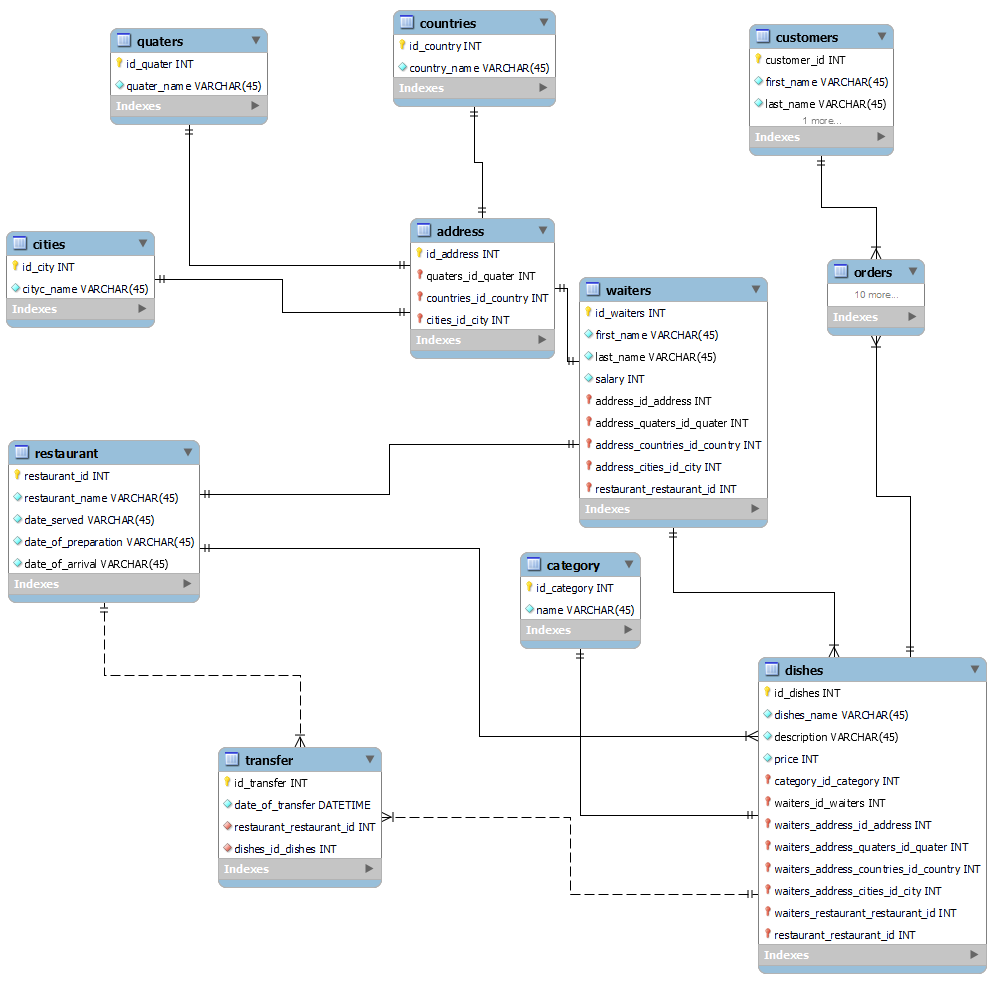 quaters
id_quater INT
quater_name VARCHAR(45)
Indexes
countries
id_country INT
country_name VARCHAR(45)
Indexes
customers
customer_id INT
first_name VARCHAR(45)
last_name VARCHAR(45)
1 more...
Indexes
cities
id_city INT
cityc_name VARCHAR(45)
Indexes
address
id_address INT
quaters_id_quater INT
countries_id_country INT
cities_id_city INT
Indexes
waiters
id_waiters INT
first_name VARCHAR(45)
last_name VARCHAR(45)
salary INT
address_id_address INT
address_quaters_id_quater INT
address_countries_id_country INT
address_cities_id_city INT
restaurant_restaurant_id INT
Indexes
orders
10 more...
Indexes
restaurant
restaurant_id INT
restaurant_name VARCHAR(45)
date_served VARCHAR(45)
date_of_preparation VARCHAR(45)
date_of_arrival VARCHAR(45)
Indexes
category
id_category INT
name VARCHAR(45)
Indexes
transfer
id_transfer INT
date_of_transfer DATETIME
restaurant_restaurant_id INT
dishes_id_dishes INT
Indexes
dishes
id_dishes INT
dishes_name VARCHAR(45)
description VARCHAR(45)
price INT
category_id_category INT
waiters_id_waiters INT
waiters_address_id_address INT
waiters_address_quaters_id_quater INT
waiters_address_countries_id_country INT
waiters_address_cities_id_city INT
waiters_restaurant_restaurant_id INT
restaurant_restaurant_id INT
Indexes